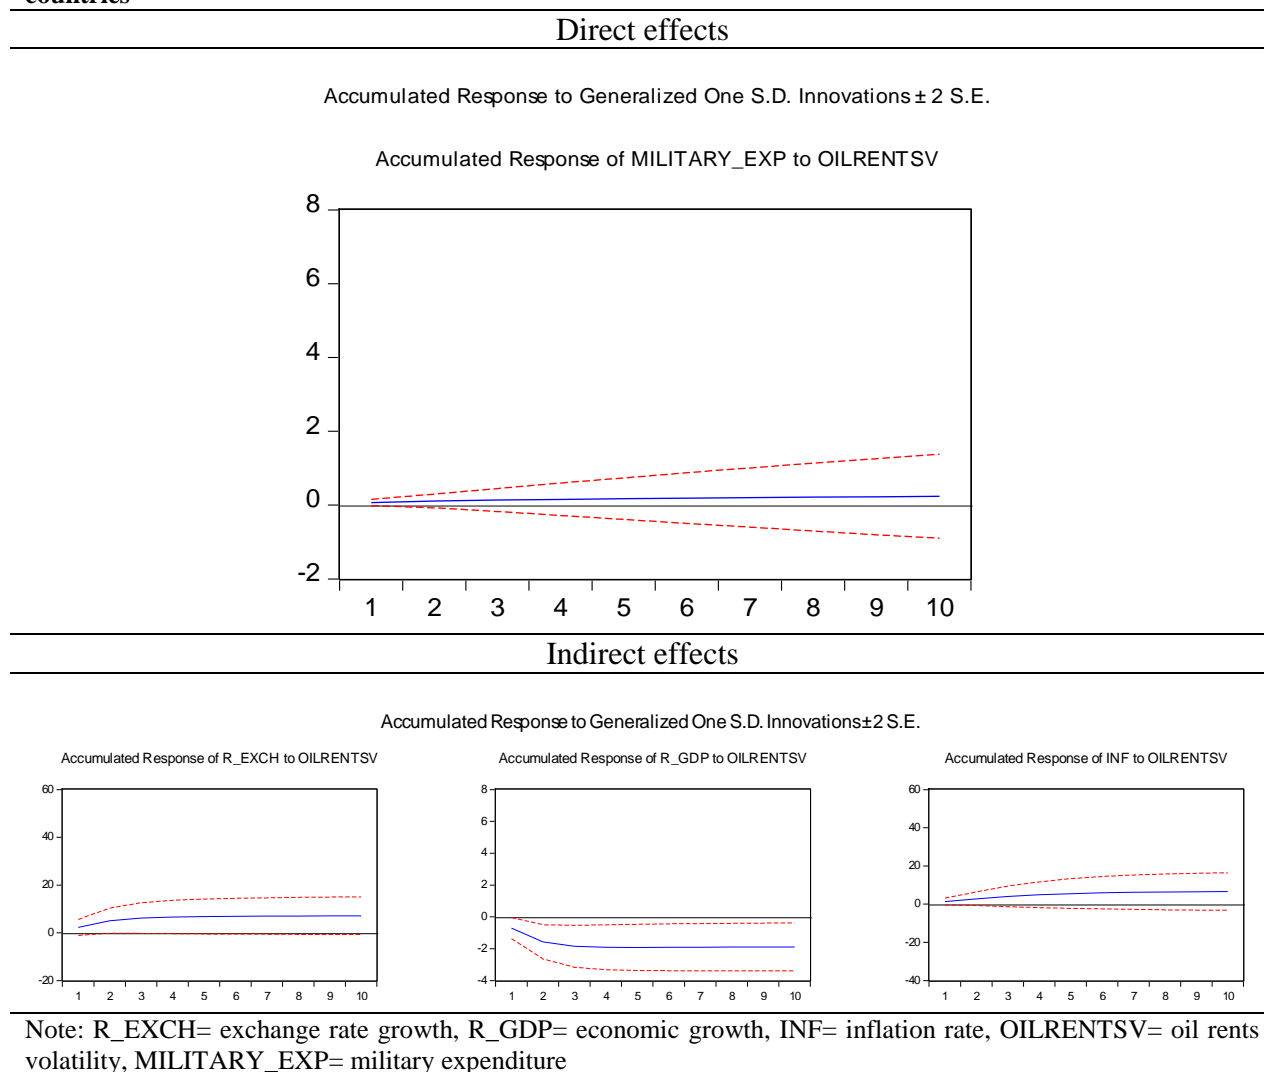 countries
Direct effects
Accumulated Response to Generalized One S.D. Innovations ± 2 S.E.
Accumulated Response of MILITARY_EXP to OILRENTSV
8
6
4
2
0
-2
1 2 3 4 5 6 7 8 9 10
Indirect effects
Accumulated Response to Generalized One S.D. Innovations ± 2 S.E.
Accumulated Response of R_EXCH to OILRENTSV
60
40
20
0
-20
1 2 3 4 5 6 7 8 9 10
Accumulated Response of R_GDP to OILRENTSV
8
6
4
2
0
-2
-4
1 2 3 4 5 6 7 8 9 10
Accumulated Response of INF to OILRENTSV
60
40
20
0
-20
-40
1 2 3 4 5 6 7 8 9 10
Note: R_EXCH= exchange rate growth, R_GDP= economic growth, INF= inflation rate, OILRENTSV= oil rents
volatility, MILITARY_EXP= military expenditure